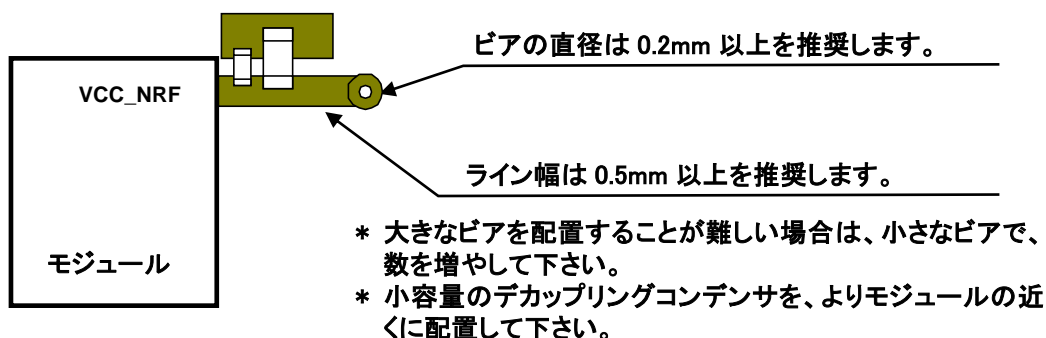 ビアの直径は 0.2mm 以上を推奨します。
VCC_NRF
ライン幅は 0.5mm 以上を推奨します。
モジュール
* 大きなビアを配置することが難しい場合は、小さなビアで、
数を増やして下さい。
* 小容量のデカップリングコンデンサを、よりモジュールの近
くに配置して下さい。